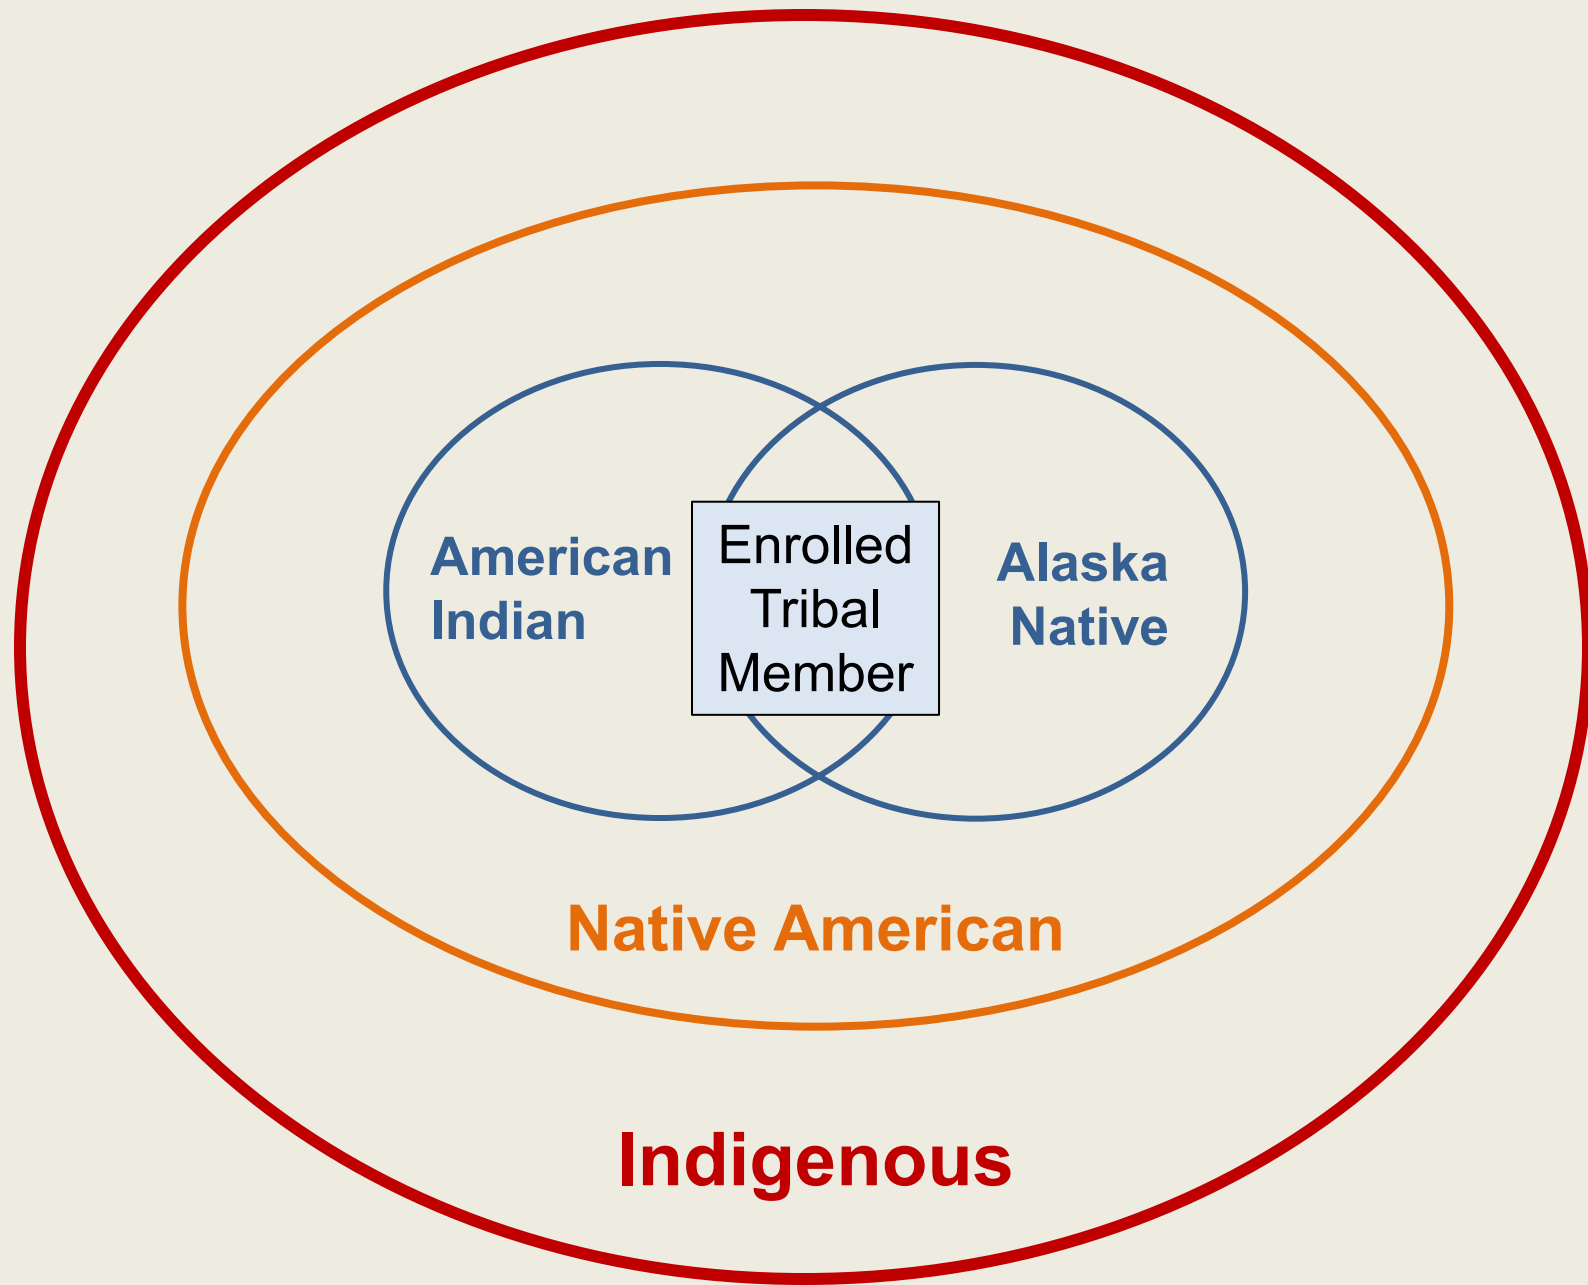 American
Indian
Enrolled
Tribal
Member
Alaska
Native
Native American
Indigenous